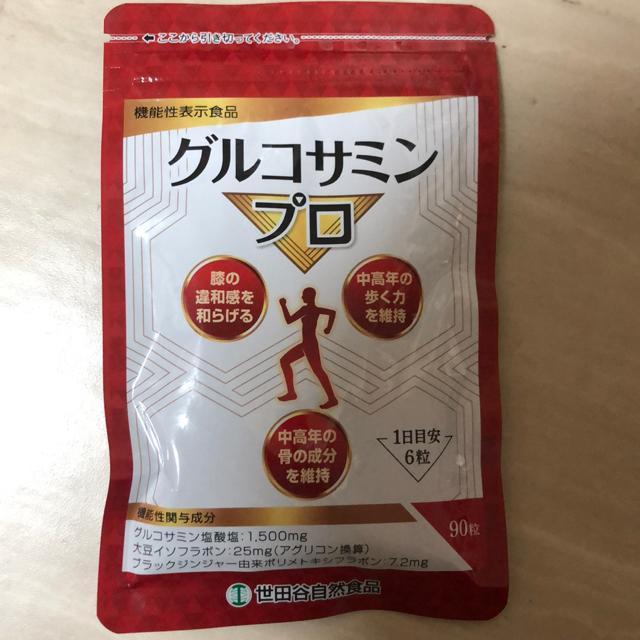 ←ここから引き切ってください。
機能性表示食品
グルコサミン
プロ
膝の
違和感を
和らげる
中高年の
歩く力
を維持
中高年の
骨の成分
を維持
1日目安
6粒
機能性関与成分
グルコサミン塩酸塩:1,500mg
大豆イソフラボン:25mg(アグリコン換算)
ブラックジンジャー由来ポリメトキシフラボン:7.2mg
90粒
世田谷自然食品